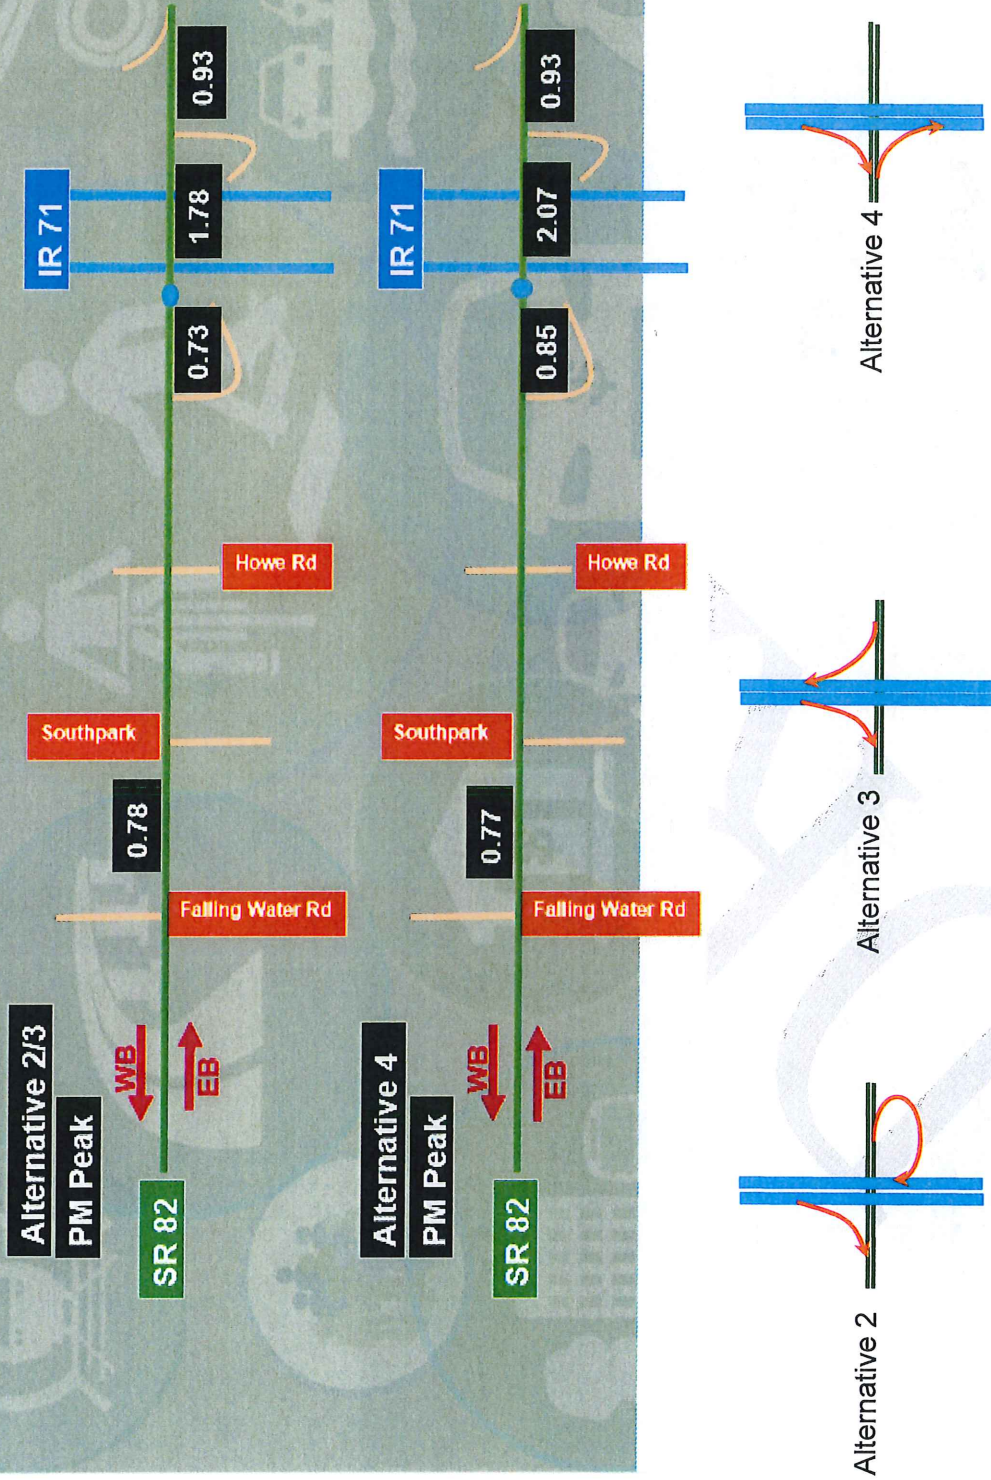 Alternative 2/3
PM Peak
WB
EB
SR 82
Falling Water Rd
0.78
Southpark
Howe Rd
0.73
IR 71
1.78
0.93
Alternative 4
PM Peak
WB
EB
SR 82
Falling Water Rd
0.77
Southpark
Howe Rd
0.85
IR 71
2.07
0.93
Alternative 2
Alternative 3
Alternative 4